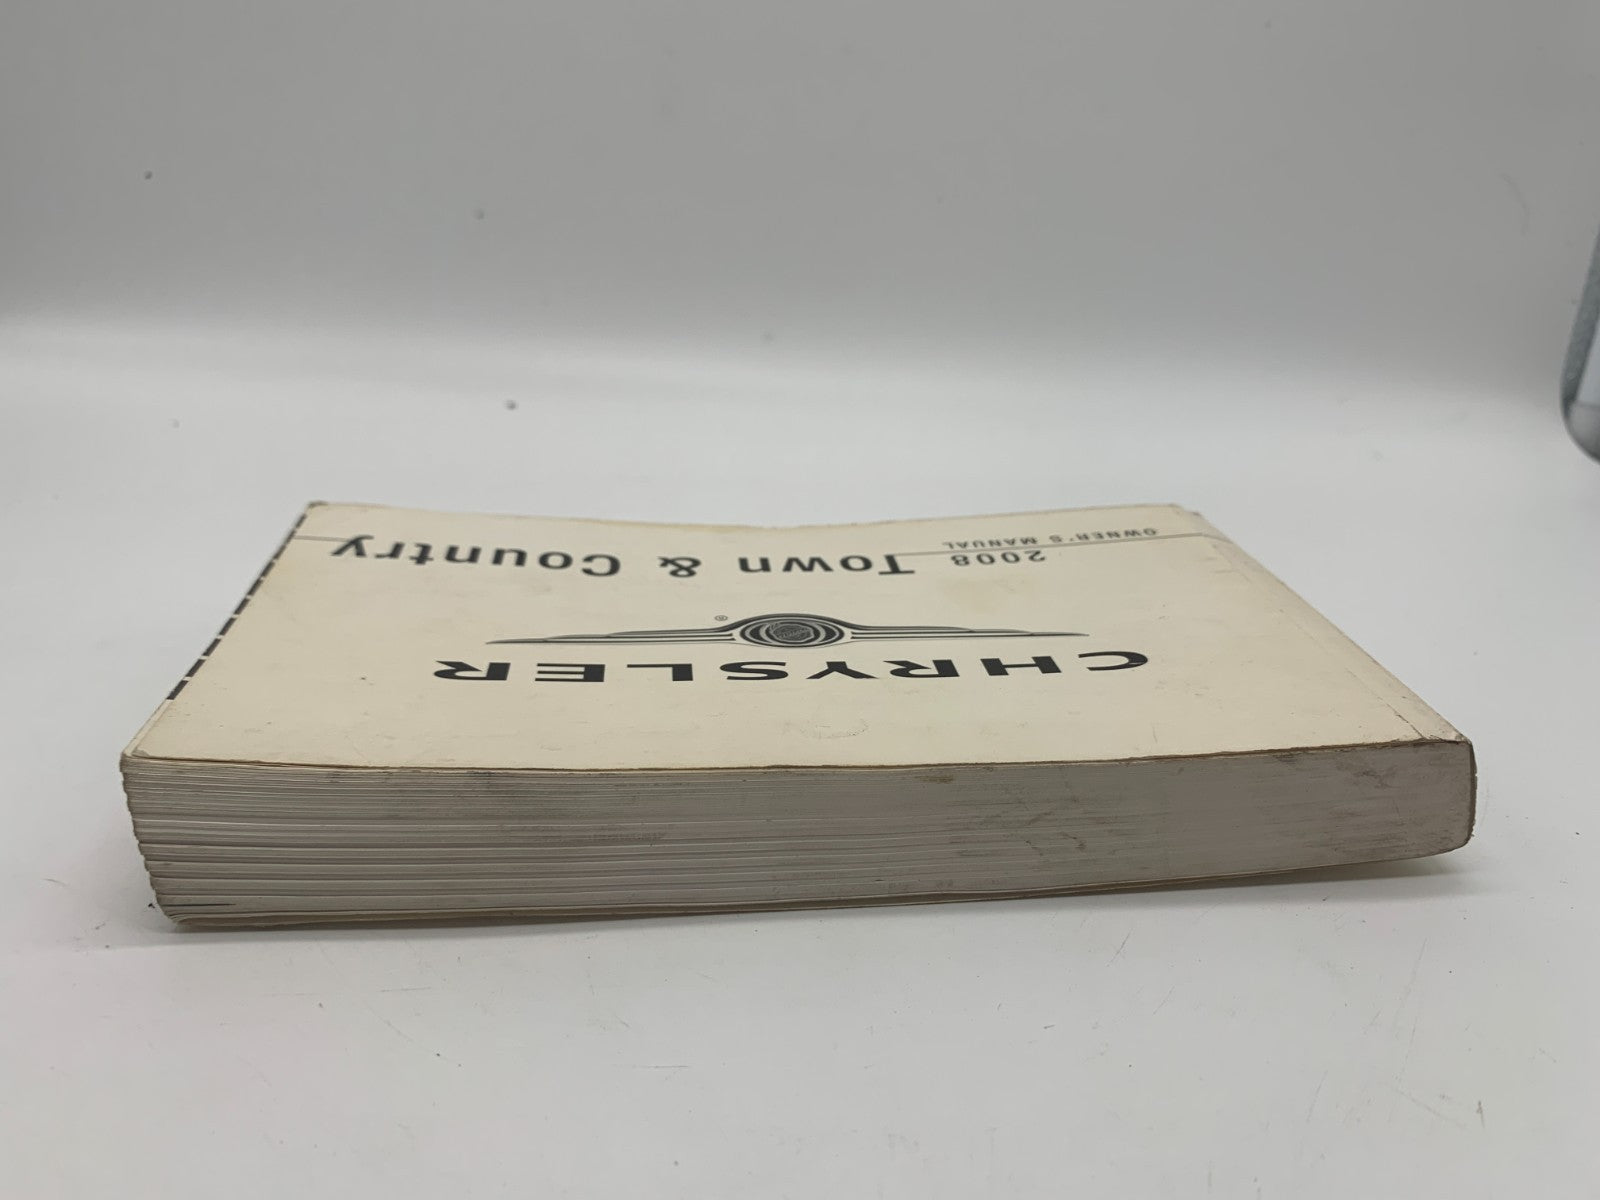 CHRYSLER
®
2008 Town & Country
OWNER'S MANUAL